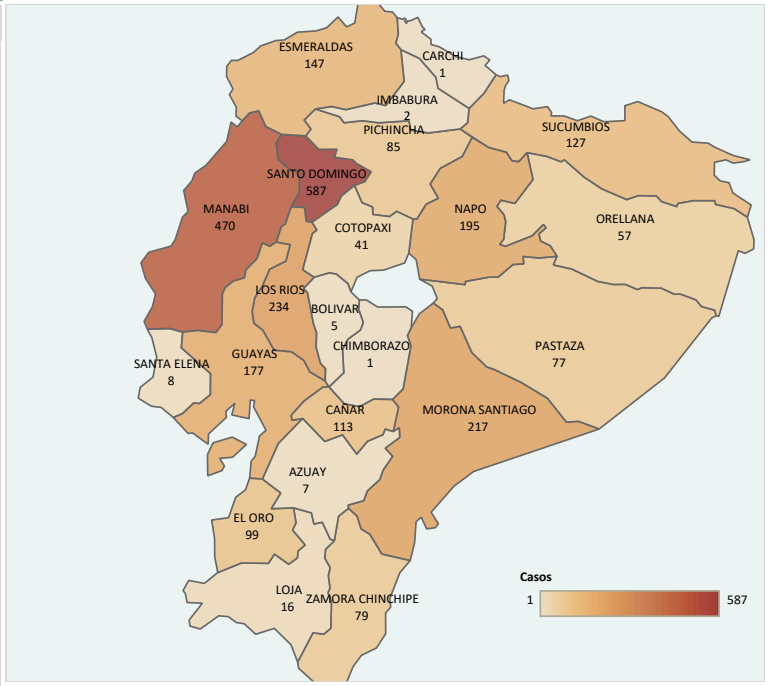 ESMERALDAS
147
CARCHI
1
IMBABURA
2
PICHINCHA
85
SUCUMBIOS
127
SANTO DOMINGO
587
MANABI
470
COTOPAXI
41
NAPO
195
ORELLANA
57
LOS RIOS
234
BOLIVAR
5
CHIMBORAZO
1
PASTAZA
77
SANTA ELENA
8
GUAYAS
177
CAÑAR
113
MORONA SANTIAGO
217
AZUAY
7
EL ORO
99
LOJA
16
ZAMORA CHINCHIPE
79
Casos
1
587